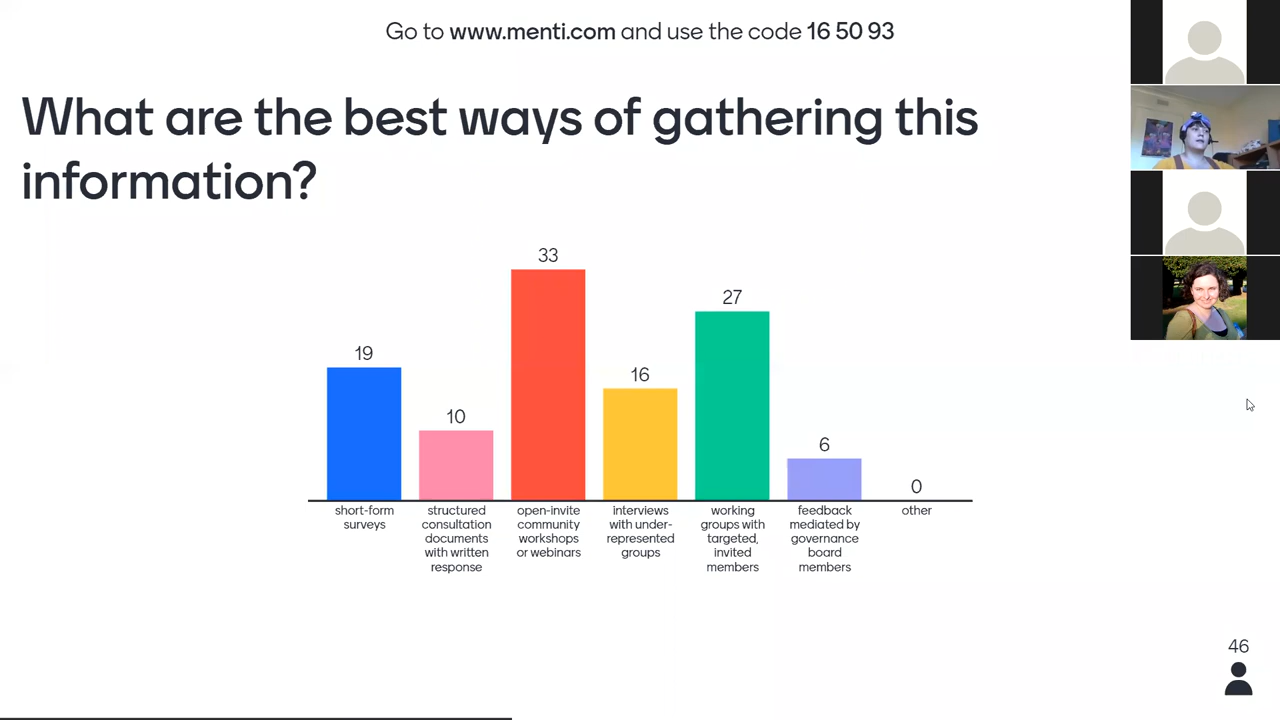 Go to www.menti.com and use the code 16 50 93
What are the best ways of gathering this
information?
33
27
19
16
10
6
0
short-form
surveys
structured
consultation
documents
with written
response
open-invite
community
workshops
or webinars
interviews
with under-
represented
groups
working
groups with
targeted,
invited
members
feedback
mediated by
governance
board
members
other
46